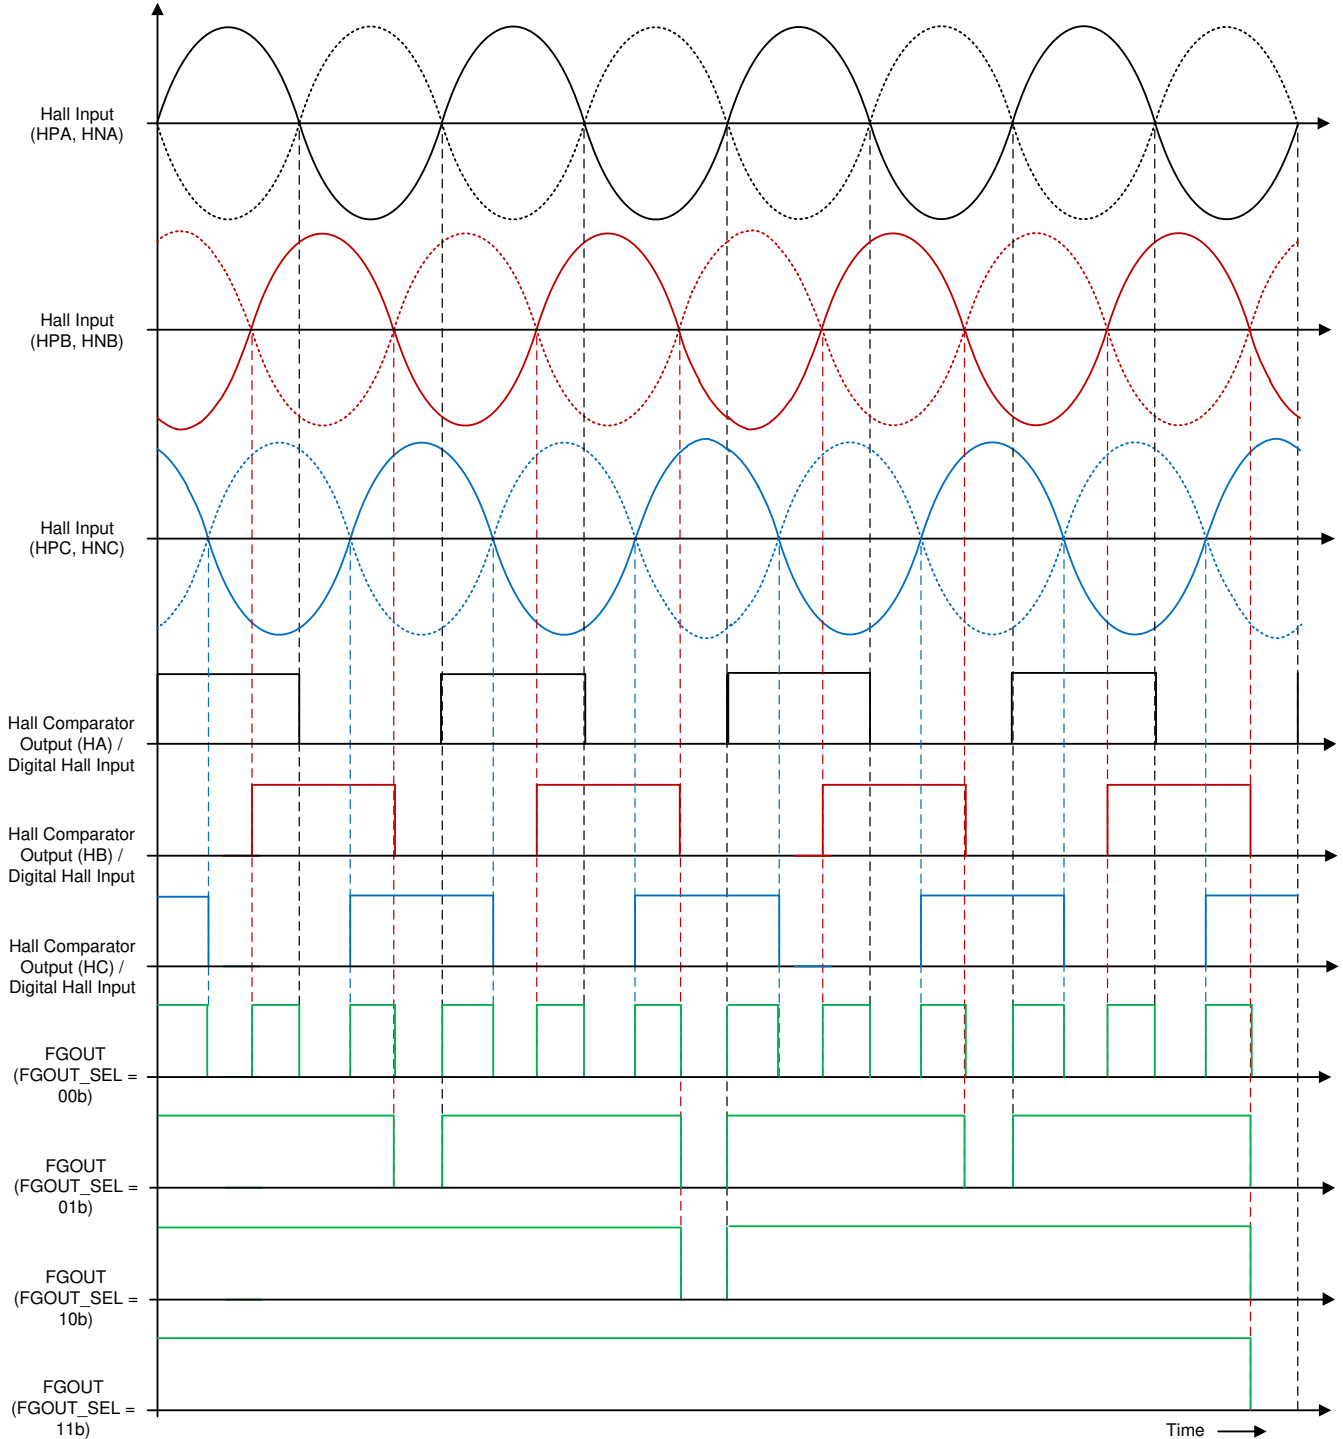 Hall Input
(HPA, HNA)
Hall Input
(HPB, HNB)
Hall Input
(HPC, HNC)
Hall Comparator
Output (HA) /
Digital Hall Input
Hall Comparator
Output (HB) /
Digital Hall Input
Hall Comparator
Output (HC) /
Digital Hall Input
FGOUT
(FGOUT_SEL =
00b)
FGOUT
(FGOUT_SEL =
01b)
FGOUT
(FGOUT_SEL =
10b)
FGOUT
(FGOUT_SEL =
11b)
Time